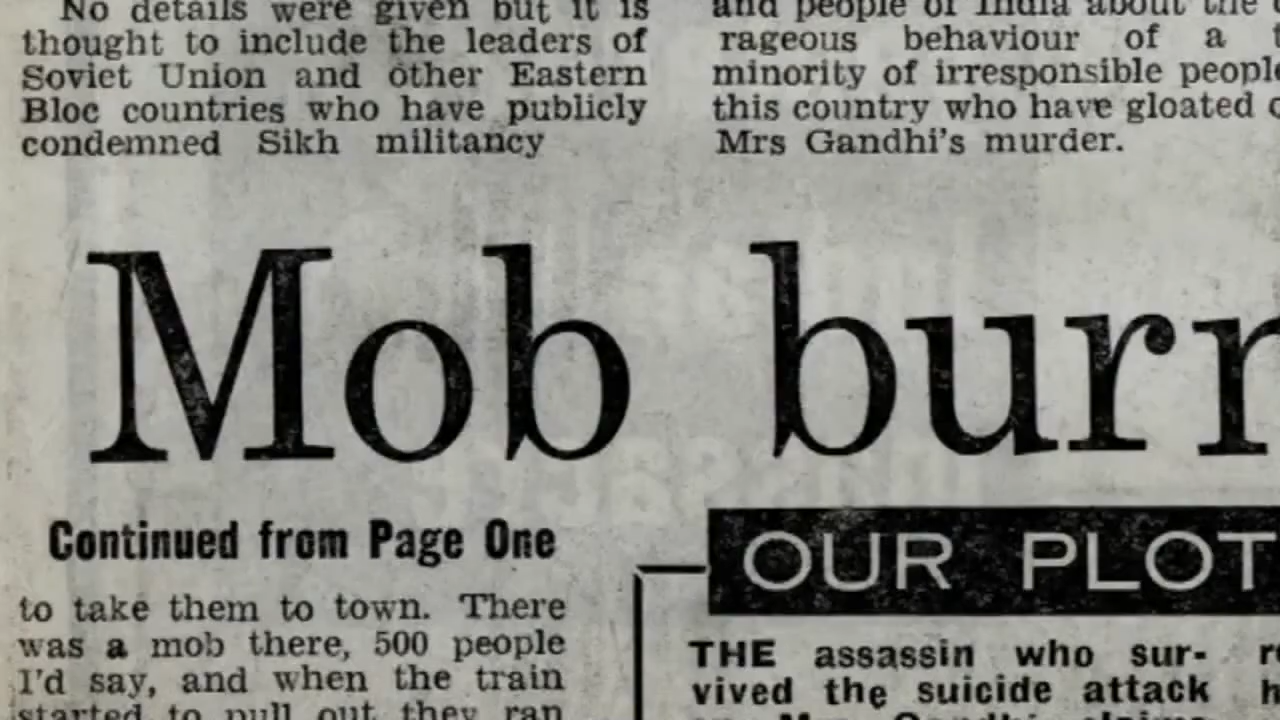 No details were given but it is
thought to include the leaders of
Soviet Union and other Eastern
Bloc countries who have publicly
condemned Sikh militancy
and people of India about the
rageous behaviour of a
minority of irresponsible people
this country who have gloated
Mrs Gandhi's murder.
Mob burn
Continued from Page One
to take them to town. There
was a mob there, 500 people
I'd say, and when the train
started to pull out they ran
OUR PLOT
THE assassin who sur-
vived the suicide attack
on Mrs Gandhi